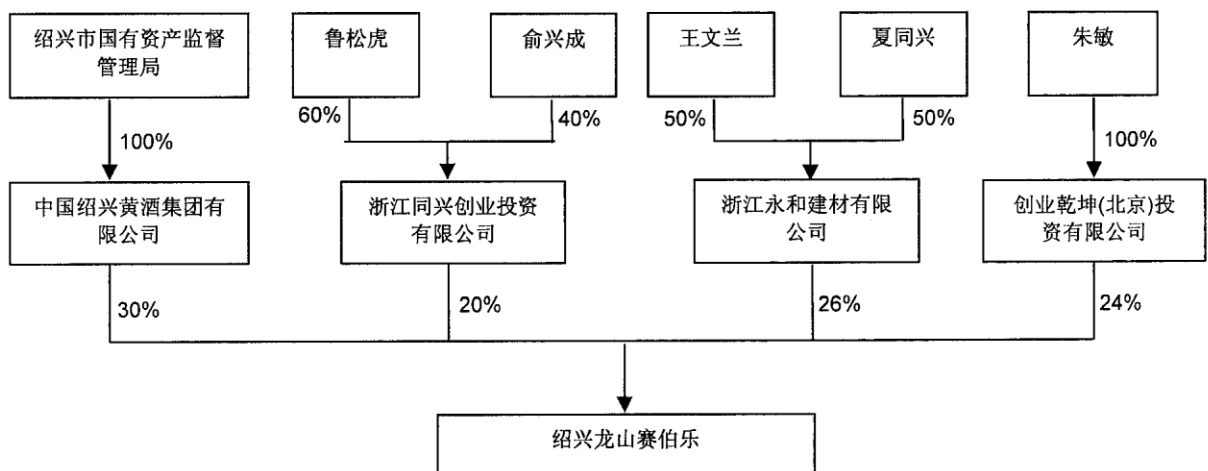 绍兴市国有资产监督
管理局
鲁松虎
俞兴成
王文兰
夏同兴
朱敏
100%
60%
40%
50%
50%
100%
中国绍兴黄酒集团有
限公司
浙江同兴创业投资
有限公司
浙江永和建材有限
公司
创业乾坤(北京)投
资有限公司
30%
20%
26%
24%
绍兴龙山赛伯乐